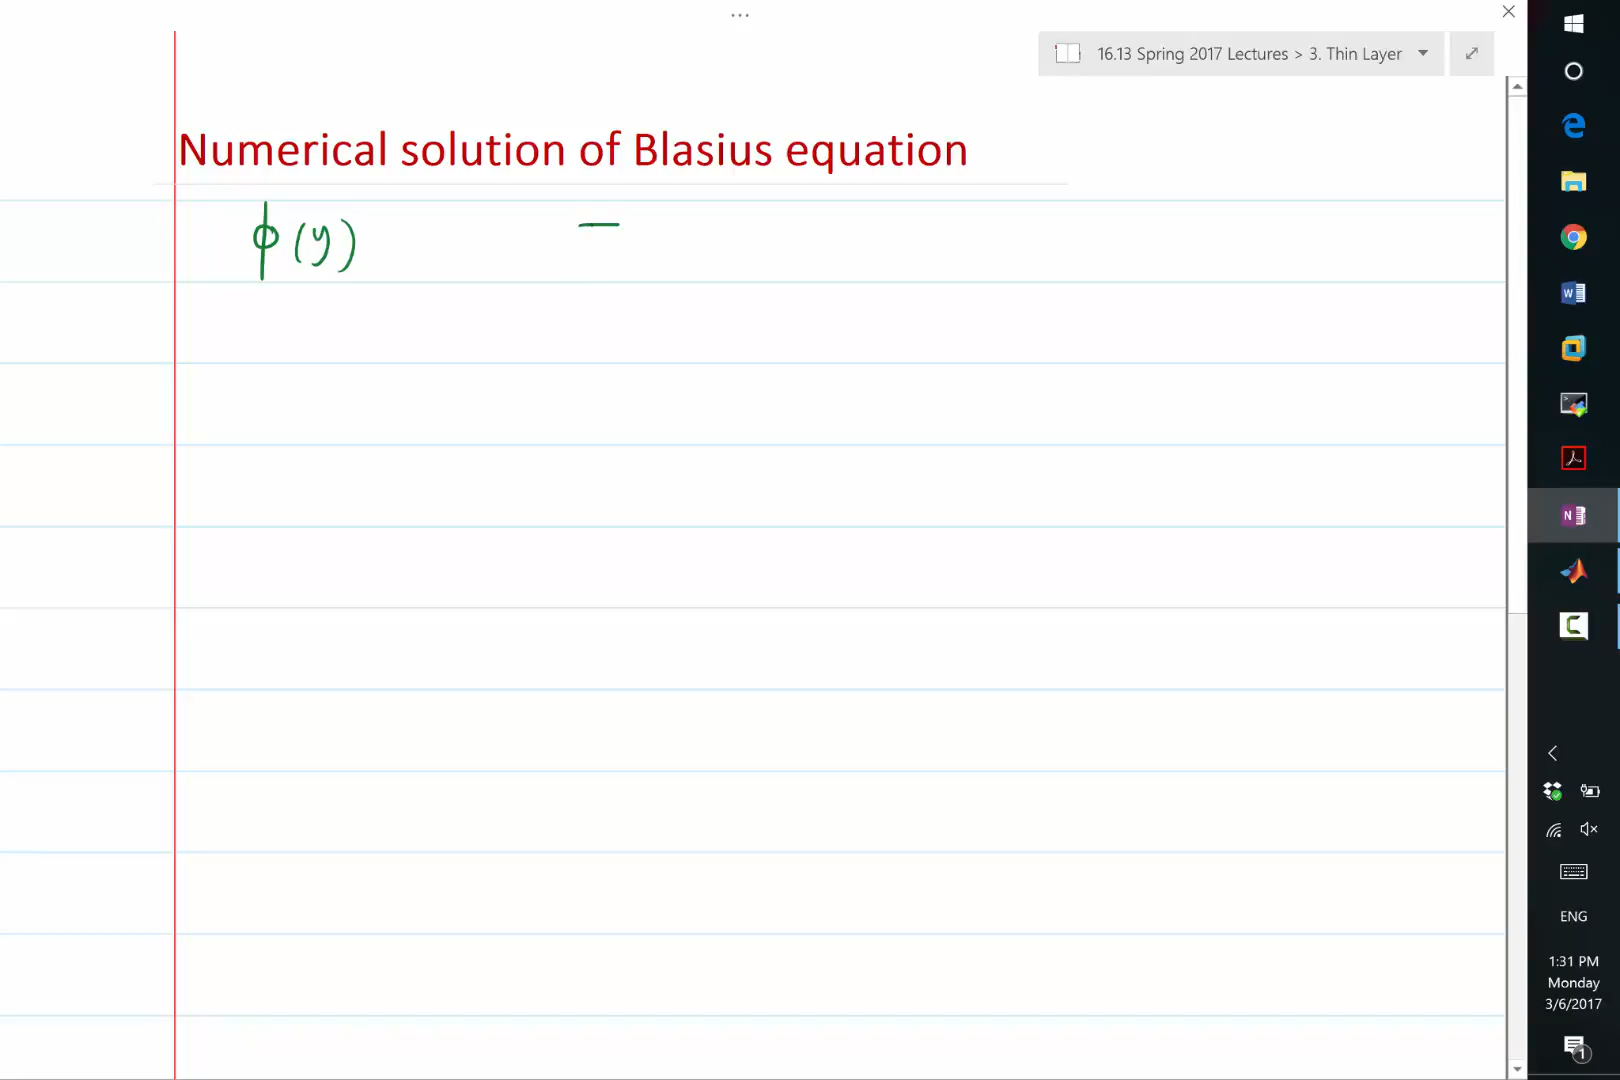 16.13 Spring 2017 Lectures > 3. Thin Layer
Numerical solution of Blasius equation
ϕ(y) —
ENG
1:31 PM
Monday
3/6/2017
1